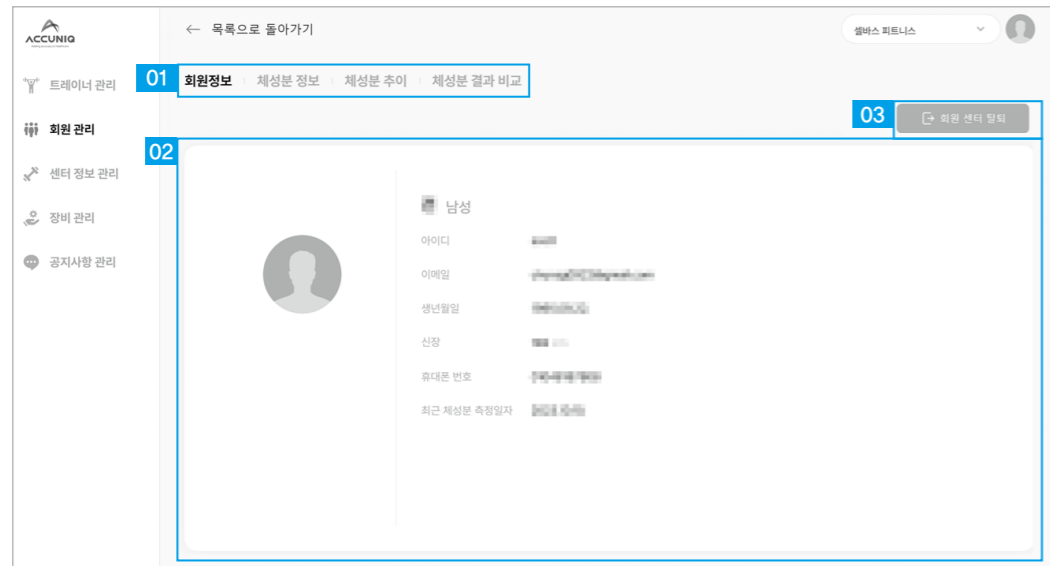 ACCUNIQ
← 목록으로 돌아가기
셀바스 피트니스
트레이너 관리
회원 관리
센터 정보 관리
장비 관리
공지사항 관리
01
회원정보 체성분 정보 체성분 추이 체성분 결과 비교
03
회원 센터 탈퇴
02
남성
아이디
이메일
생년월일
신장
휴대폰 번호
최근 체성분 측정일자